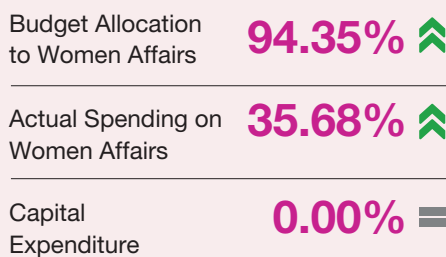 Budget Allocation
to Women Affairs
94.35%
Actual Spending on
Women Affairs
35.68%
Capital
Expenditure
0.00%